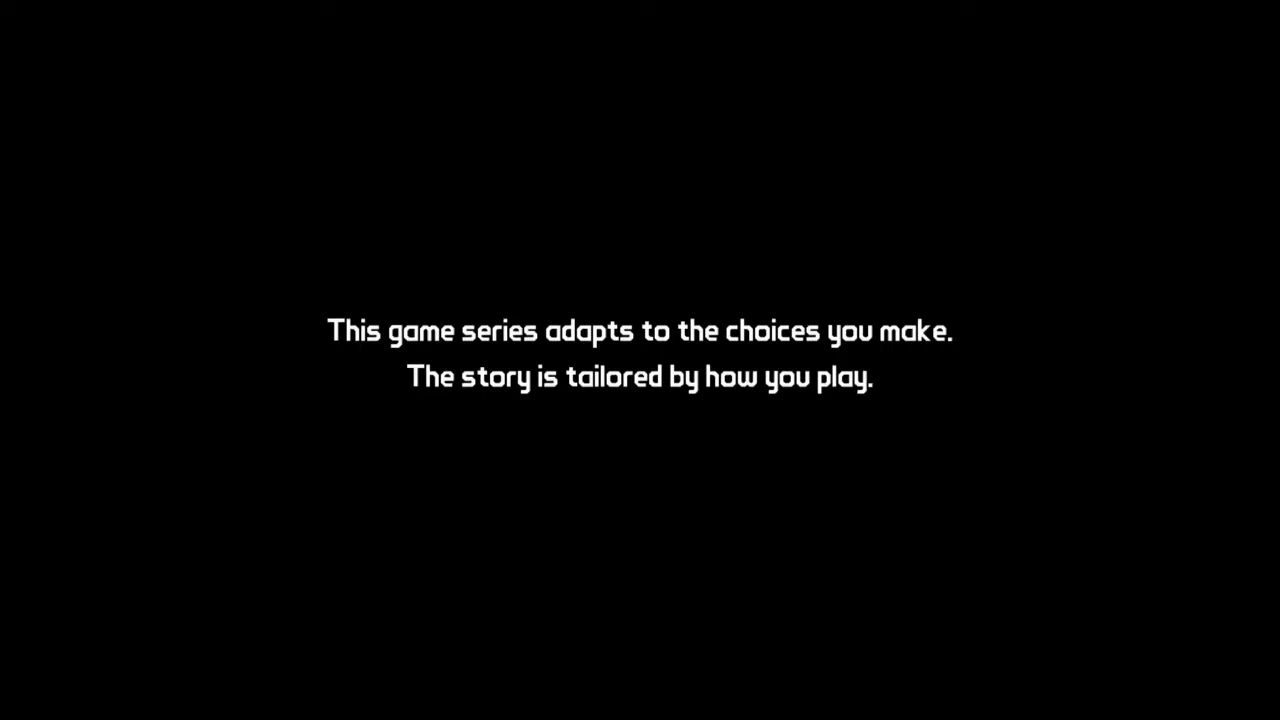 This game series adapts to the choices you make.
The story is tailored by how you play.